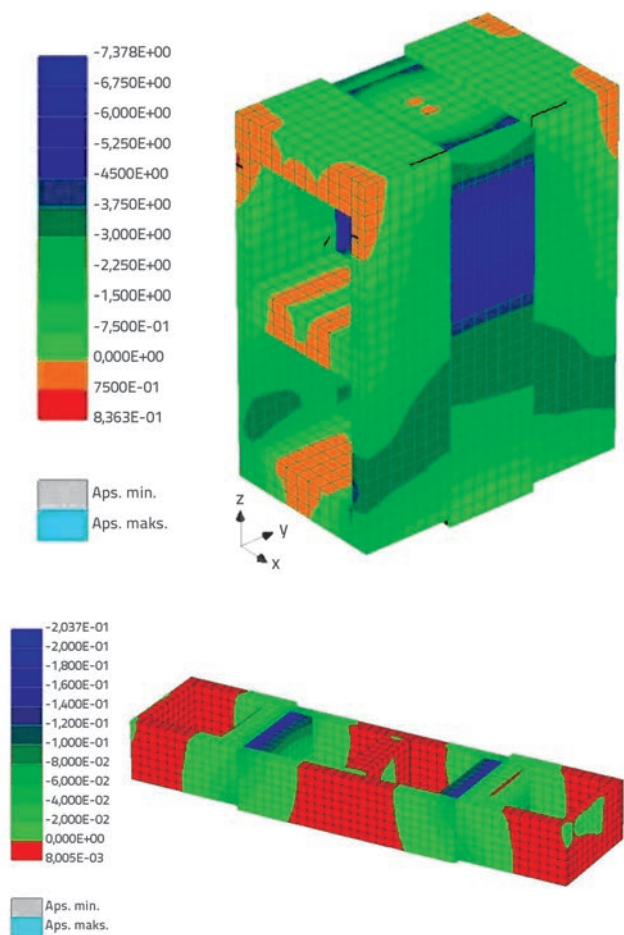 -7,378E+00
-6,750E+00
-6,000E+00
-5,250E+00
-4500E+00
-3,750E+00
-3,000E+00
-2,250E+00
-1,500E+00
-7,500E-01
0,000E+00
7500E-01
8,363E-01
Aps. min.
Aps. maks.
z
y
x
-2,037E-01
-2,000E-01
-1,800E-01
-1,600E-01
-1,400E-01
-1,200E-01
-1,000E-01
-8,000E-02
-6,000E-02
-4,000E-02
-2,000E-02
0,000E+00
8,005E-03
Aps. min.
Aps. maks.